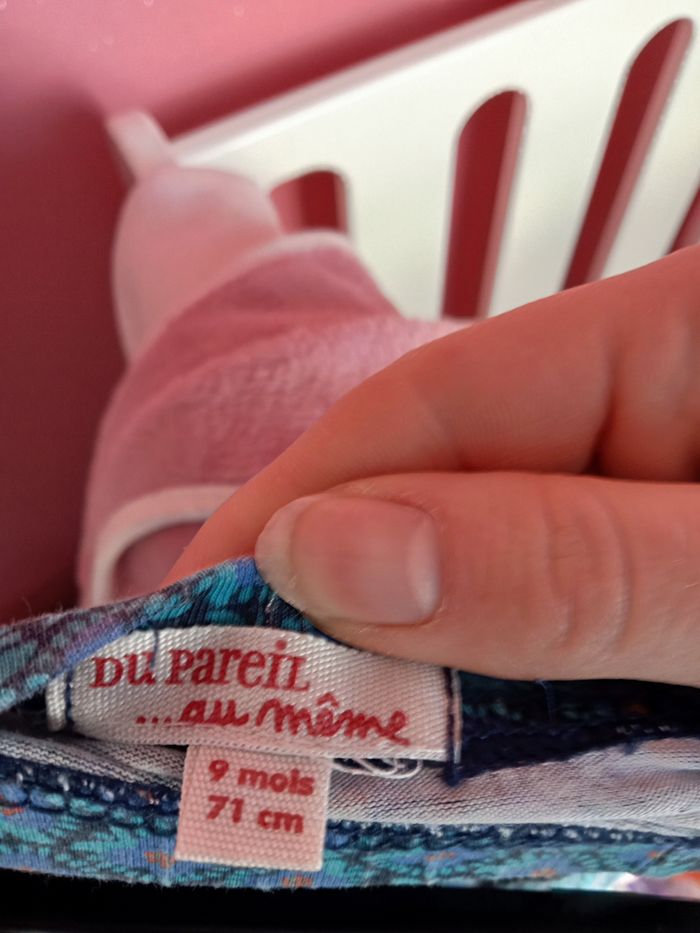 Du Pareil
...au même
9 mois
71 cm